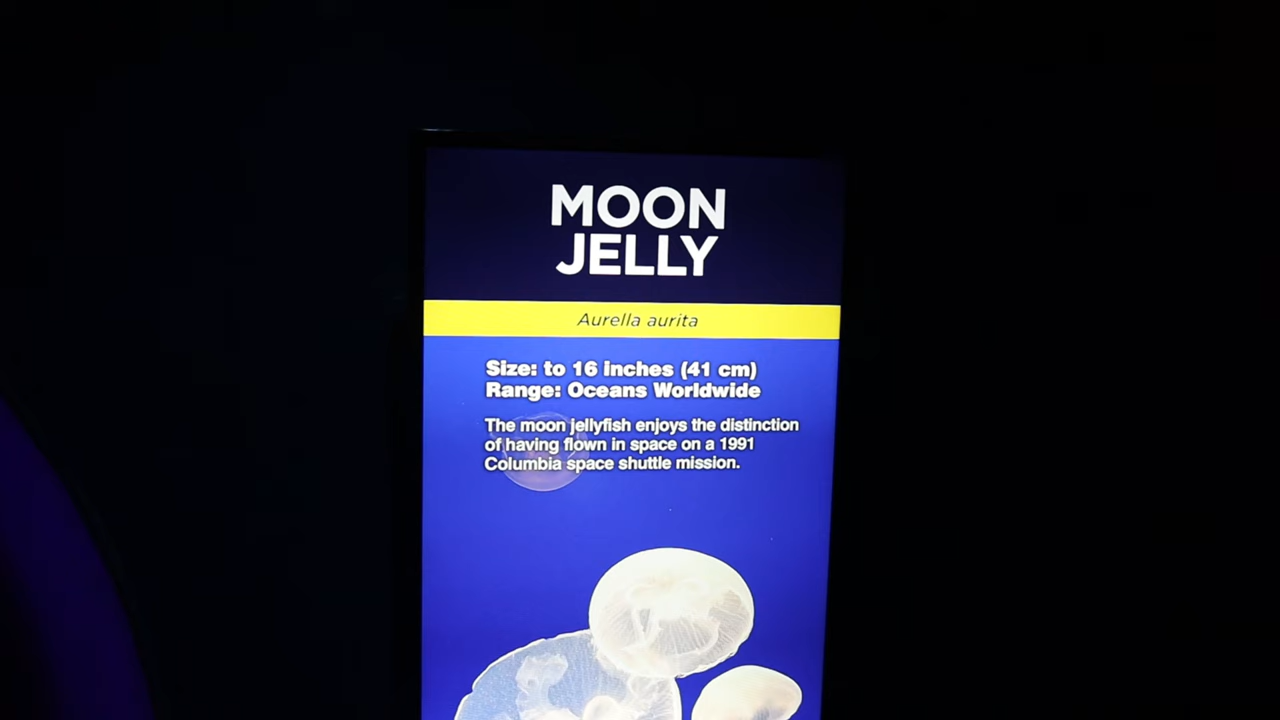 MOON
JELLY
Aurella aurita
Size: to 16 inches (41 cm)
Range: Oceans Worldwide
The moon jellyfish enjoys the distinction
of having flown in space on a 1991
Columbia space shuttle mission.